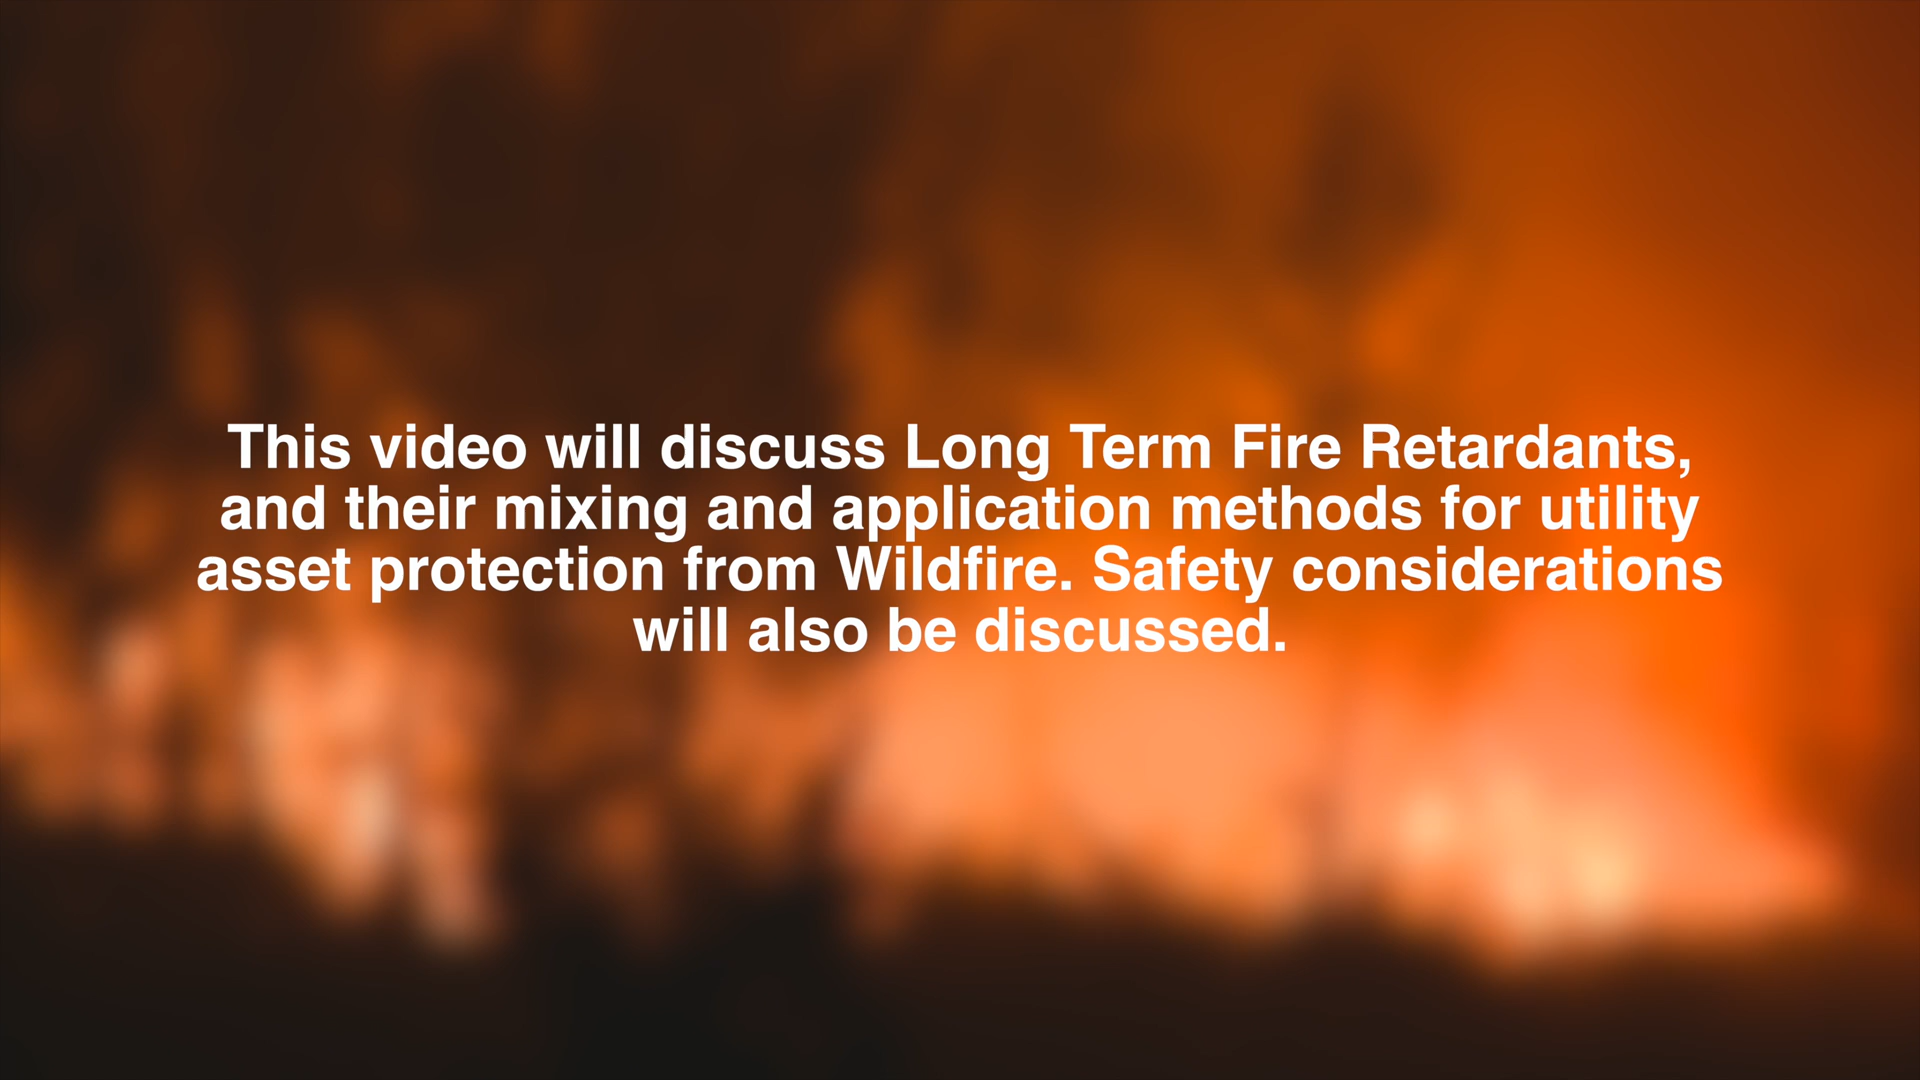 This video will discuss Long Term Fire Retardants,
and their mixing and application methods for utility
asset protection from Wildfire. Safety considerations
will also be discussed.